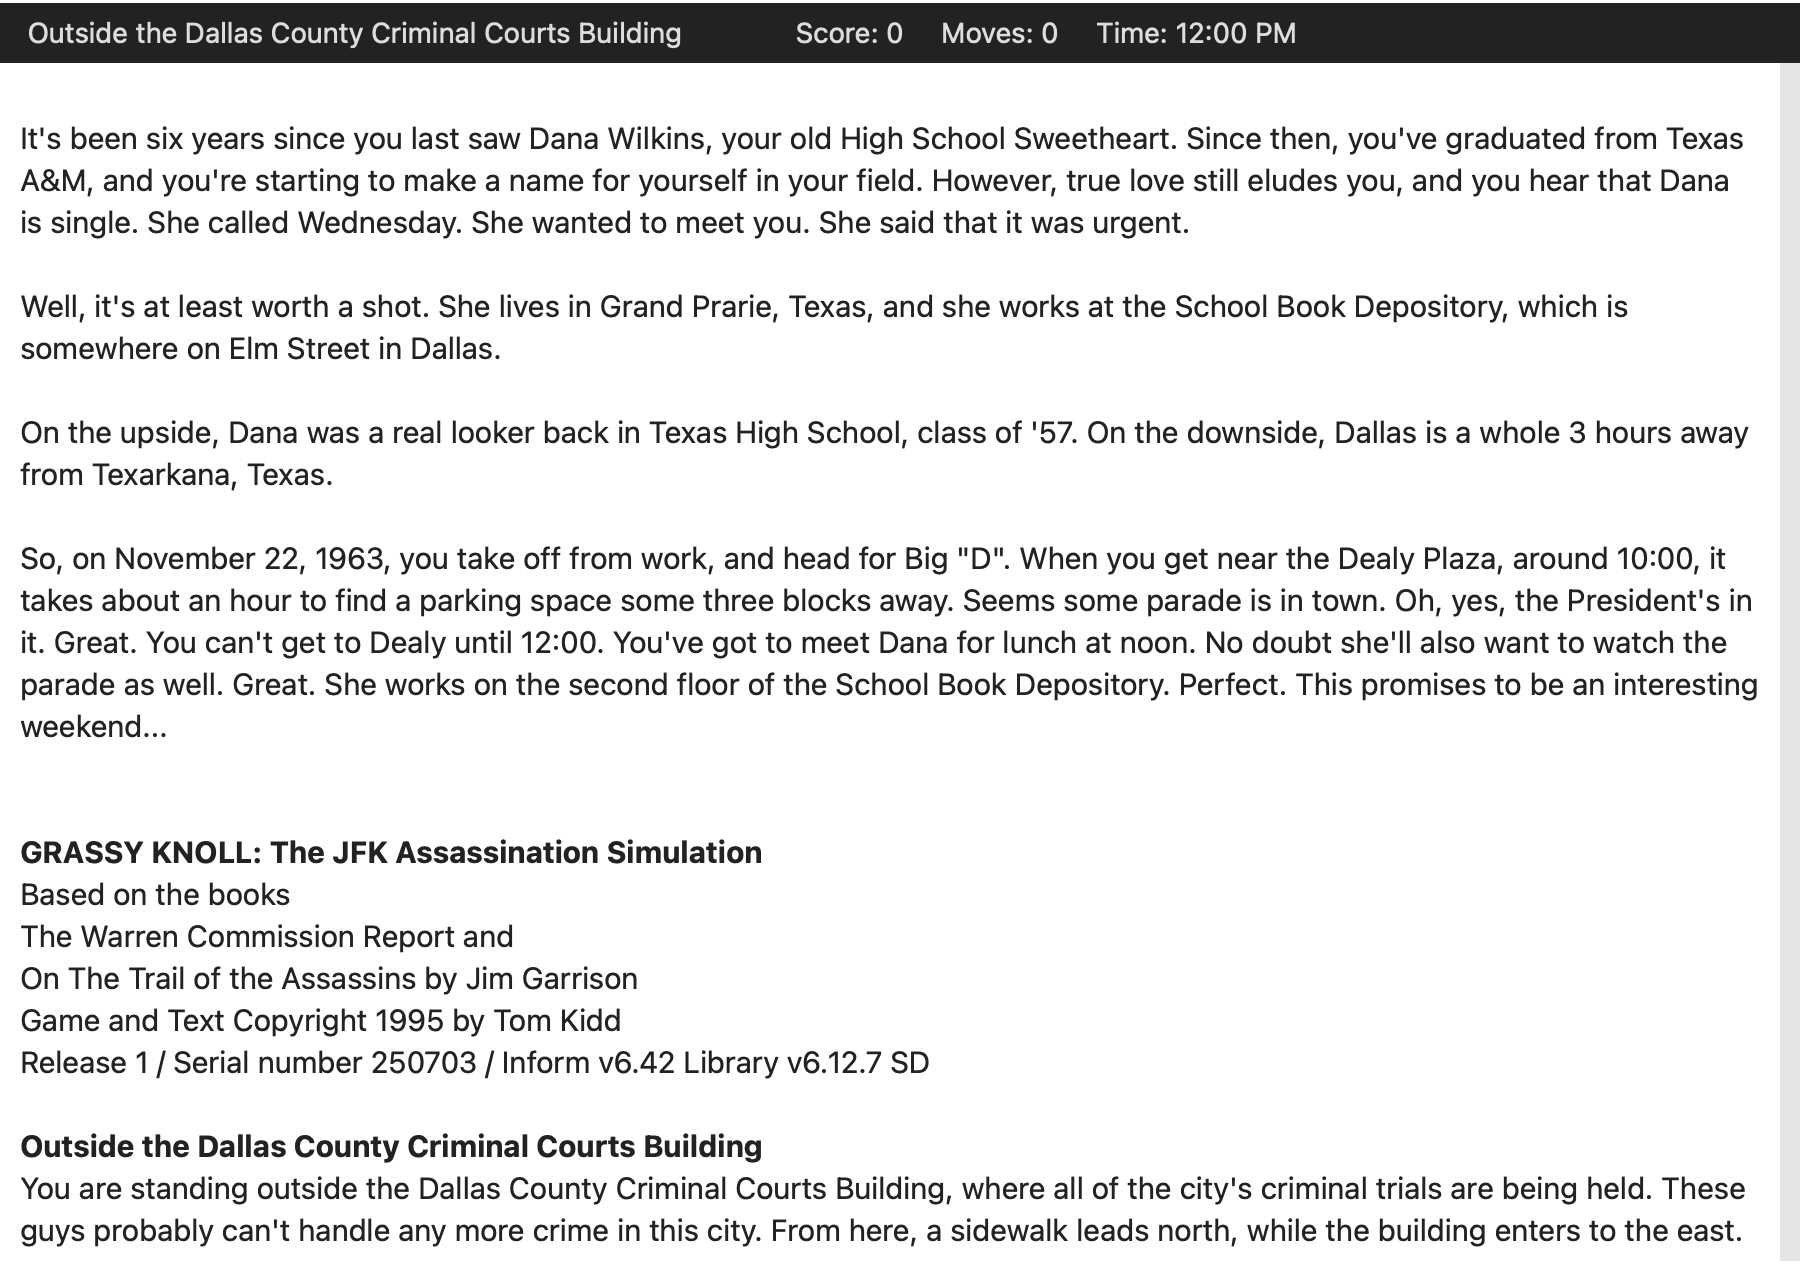 Outside the Dallas County Criminal Courts Building Score: 0 Moves: 0 Time: 12:00 PM
It's been six years since you last saw Dana Wilkins, your old High School Sweetheart. Since then, you've graduated from Texas
A&M, and you're starting to make a name for yourself in your field. However, true love still eludes you, and you hear that Dana
is single. She called Wednesday. She wanted to meet you. She said that it was urgent.
Well, it's at least worth a shot. She lives in Grand Prarie, Texas, and she works at the School Book Depository, which is
somewhere on Elm Street in Dallas.
On the upside, Dana was a real looker back in Texas High School, class of '57. On the downside, Dallas is a whole 3 hours away
from Texarkana, Texas.
So, on November 22, 1963, you take off from work, and head for Big "D". When you get near the Dealy Plaza, around 10:00, it
takes about an hour to find a parking space some three blocks away. Seems some parade is in town. Oh, yes, the President's in
it. Great. You can't get to Dealy until 12:00. You've got to meet Dana for lunch at noon. No doubt she'll also want to watch the
parade as well. Great. She works on the second floor of the School Book Depository. Perfect. This promises to be an interesting
weekend...
GRASSY KNOLL: The JFK Assassination Simulation
Based on the books
The Warren Commission Report and
On The Trail of the Assassins by Jim Garrison
Game and Text Copyright 1995 by Tom Kidd
Release 1 / Serial number 250703 / Inform v6.42 Library v6.12.7 SD
Outside the Dallas County Criminal Courts Building
You are standing outside the Dallas County Criminal Courts Building, where all of the city's criminal trials are being held. These
guys probably can't handle any more crime in this city. From here, a sidewalk leads north, while the building enters to the east.